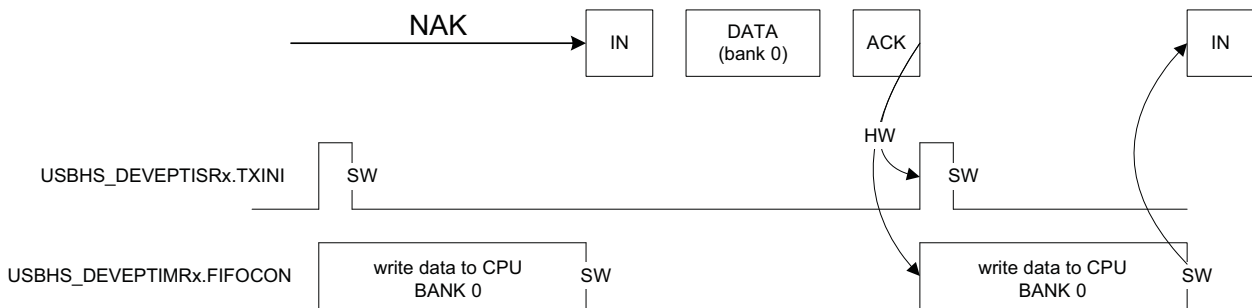 NAK
IN
DATA
(bank 0)
ACK
IN
HW
USBHS_DEVEPTISRx.TXINI
SW
SW
USBHS_DEVEPTIMRx.FIFOCON
write data to CPU
BANK 0
SW
write data to CPU
BANK 0
SW